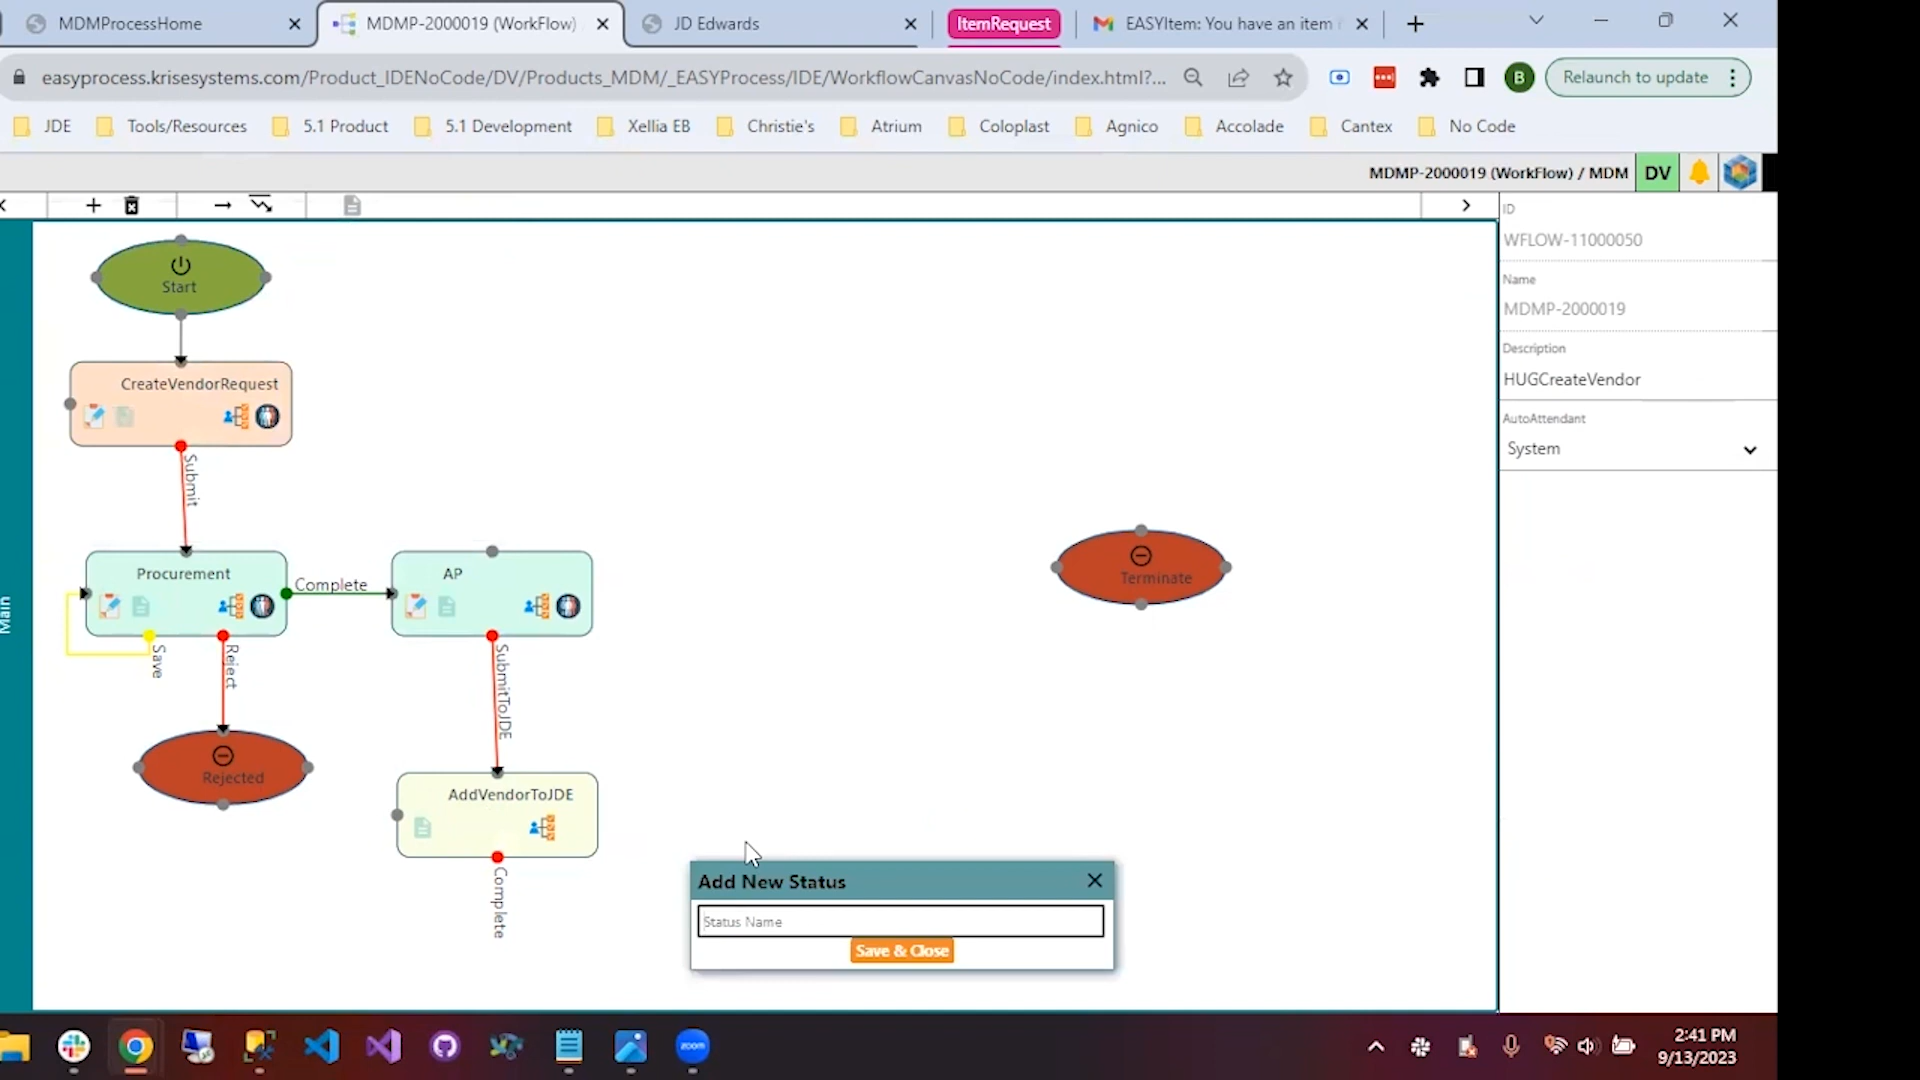 MDMProcessHome
MDMP-2000019 (WorkFlow)
JD Edwards
ItemRequest
EASYItem: You have an item r
easyprocess.krisesystems.com/Product_IDENoCode/DV/Products_MDM/_EASYProcess/IDE/WorkflowCanvasNoCode/index.html?...
B
Relaunch to update
JDE
Tools/Resources
5.1 Product
5.1 Development
Xellia EB
Christie's
Atrium
Coloplast
Agnico
Accolade
Cantex
No Code
MDMP-2000019 (WorkFlow) / MDM
DV
ID
WFLOW-11000050
Name
MDMP-2000019
Description
HUGCreateVendor
AutoAttendant
System
Main
Start
CreateVendorRequest
Submit
Procurement
Complete
AP
Save
Reject
SubmitToJDE
Rejected
AddVendorToJDE
Complete
Terminate
Add New Status
Status Name
Save & Close
zoom
2:41 PM
9/13/2023